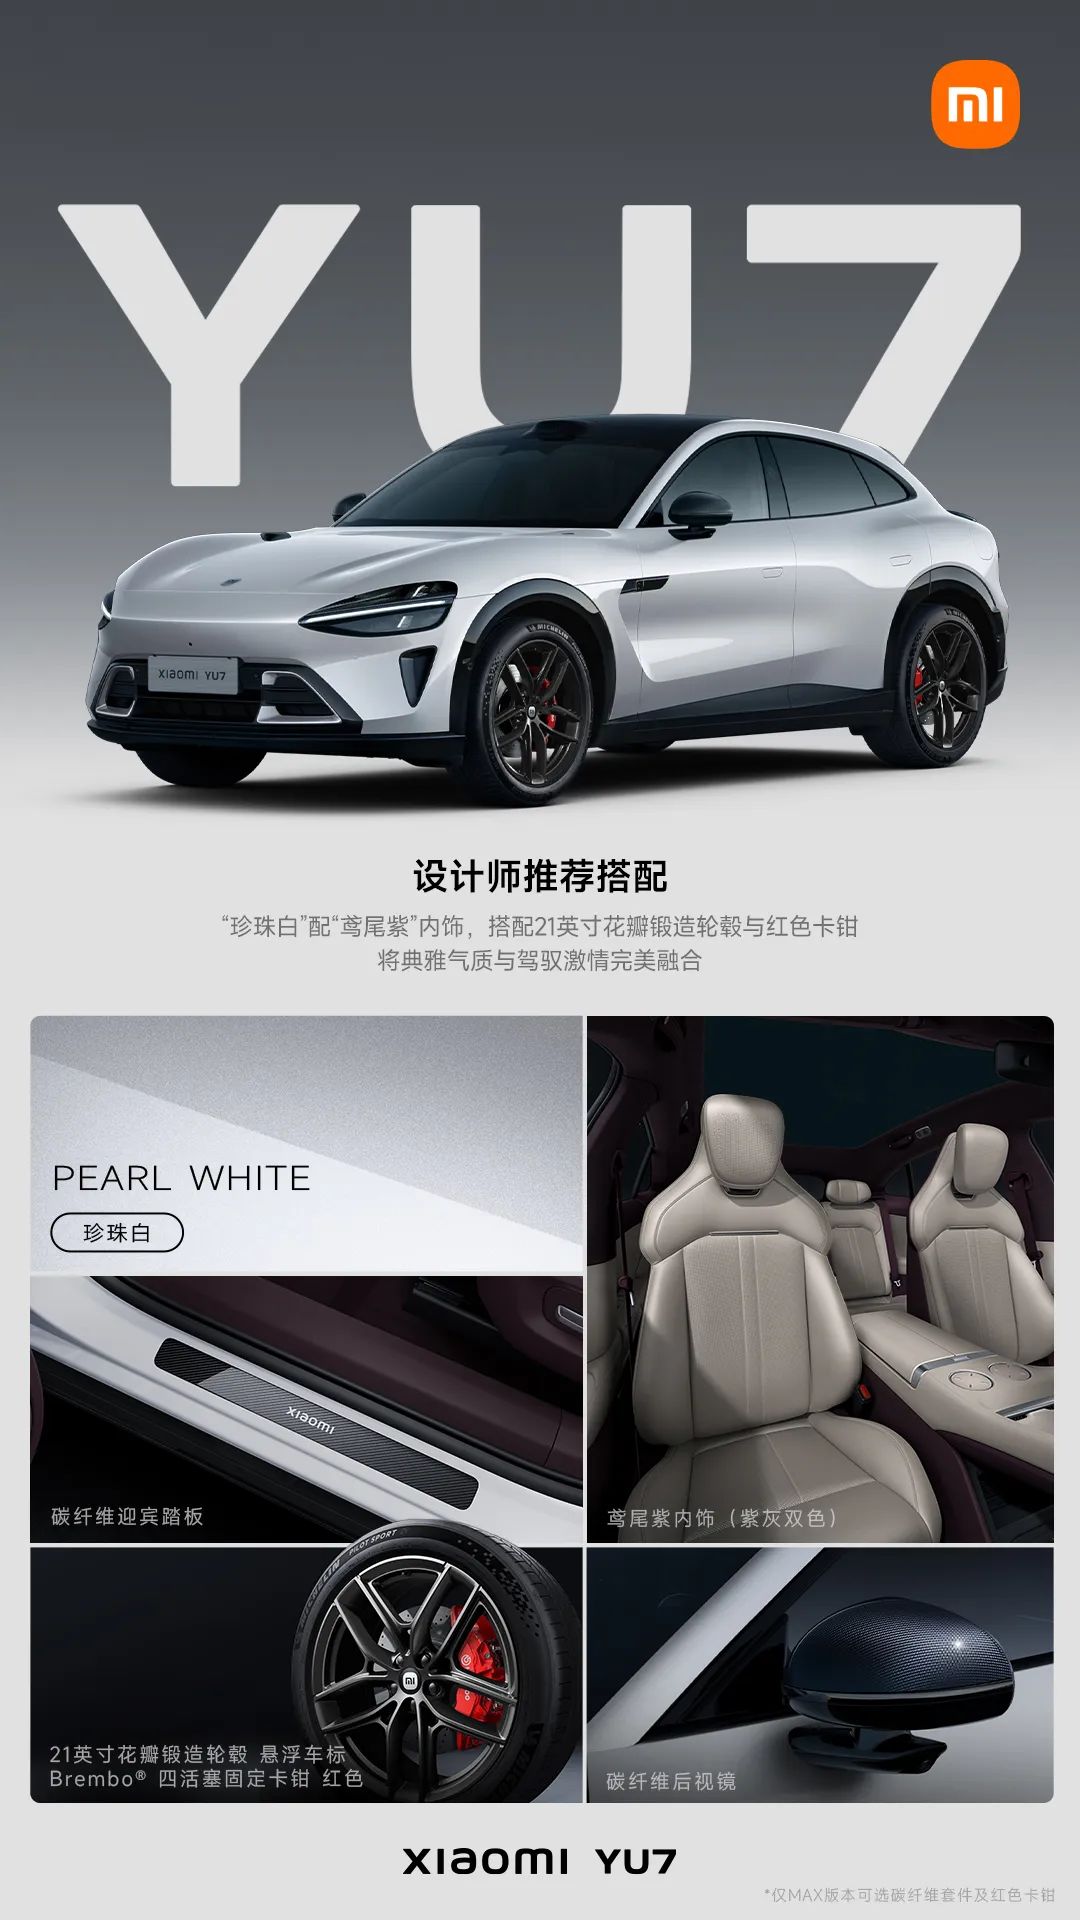 mi
YU7
XIAOMI YU7
MICHELIN
设计师推荐搭配
“珍珠白”配“鸢尾紫”内饰，搭配21英寸花瓣锻造轮毂与红色卡钳
将典雅气质与驾驭激情完美融合
PEARL WHITE
珍珠白
xiaomi
碳纤维迎宾踏板
鸢尾紫内饰（紫灰双色）
MICHELIN PILOT SPORT
mi
21英寸花瓣锻造轮毂 悬浮车标
Brembo® 四活塞固定卡钳 红色
碳纤维后视镜
xiaomi YU7
*仅MAX版本可选碳纤维套件及红色卡钳